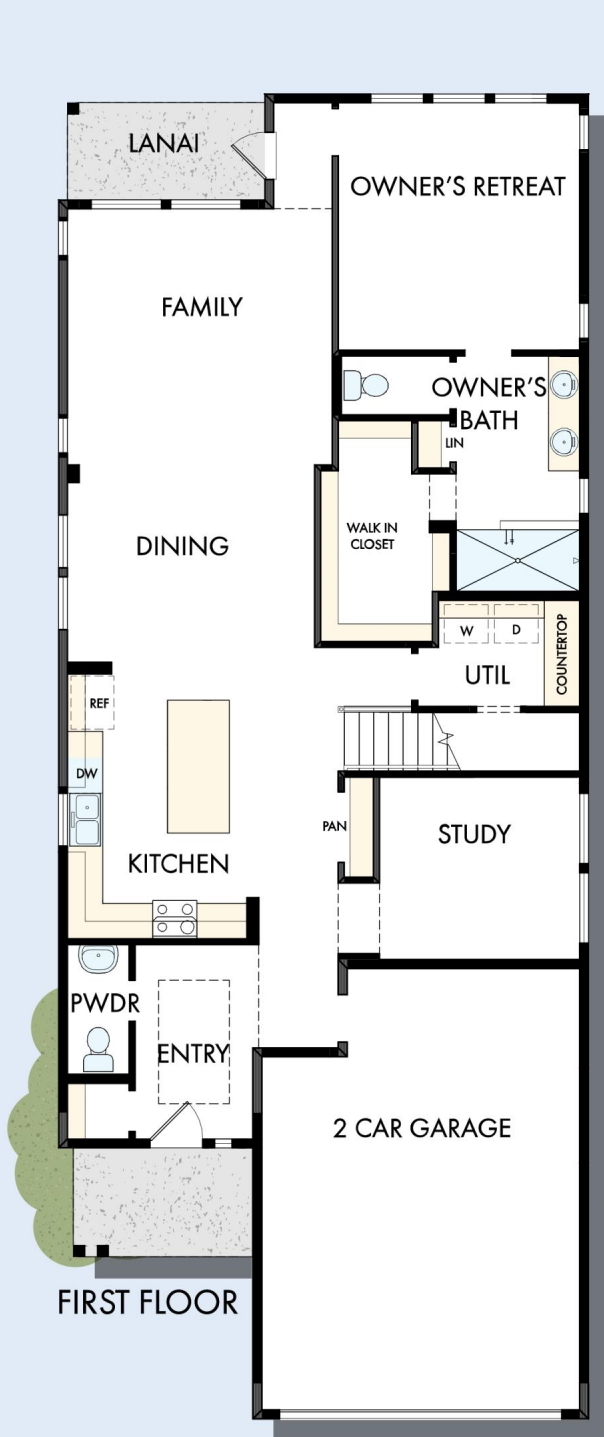 LANAI
OWNER'S RETREAT
FAMILY
OWNER'S
BATH
LIN
WALK IN
CLOSET
DINING
W
D
COUNTERTOP
UTIL
REF
DW
PAN
STUDY
KITCHEN
PWDR
ENTRY
2 CAR GARAGE
FIRST FLOOR